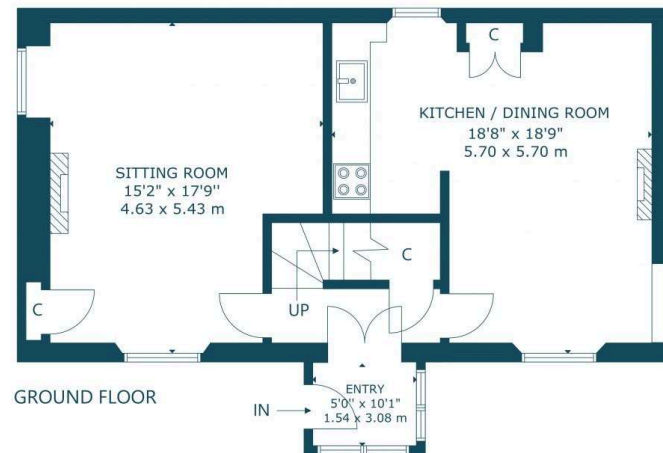 C
KITCHEN / DINING ROOM
18'8" x 18'9"
5.70 x 5.70 m
SITTING ROOM
15'2" x 17'9''
4.63 x 5.43 m
C
UP
C
GROUND FLOOR
IN
ENTRY
5'0" x 10'1"
1.54 x 3.08 m